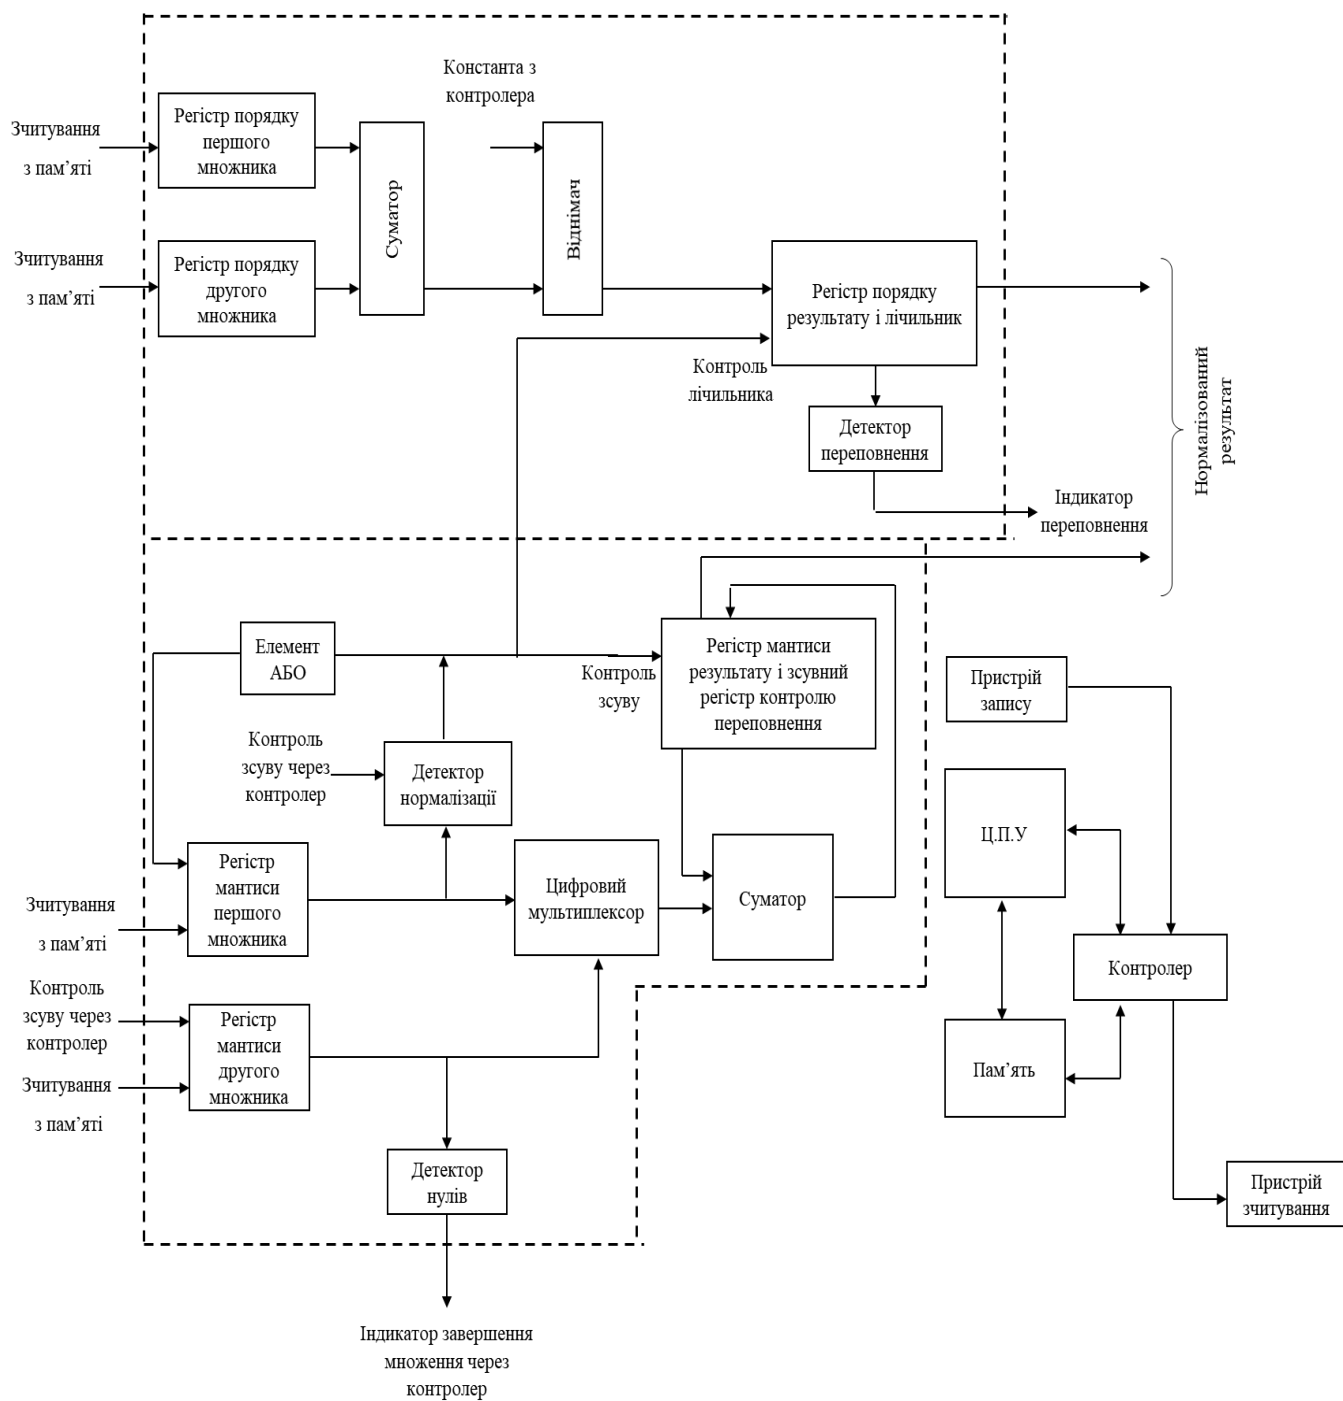 Константа з
контролера
Зчитування
з пам’яті
Регістр порядку
першого
множника
Суматор
Віднімач
Зчитування
з пам’яті
Регістр порядку
другого
множника
Регістр порядку
результату і лічильник
Контроль
лічильника
Детектор
переповнення
Індикатор
переповнення
Нормалізований
результат
Елемент
АБО
Контроль
зсуву
Регістр мантиси
результату і зсувний
регістр контролю
переповнення
Пристрій
запису
Контроль
зсуву через
контролер
Детектор
нормалізації
Ц.П.У
Зчитування
з пам’яті
Регістр
мантиси
першого
множника
Цифровий
мультиплексор
Суматор
Контролер
Контроль
зсуву через
контролер
Зчитування
з пам’яті
Регістр
мантиси
другого
множника
Пам’ять
Детектор
нулів
Пристрій
зчитування
Індикатор завершення
множення через
контролер